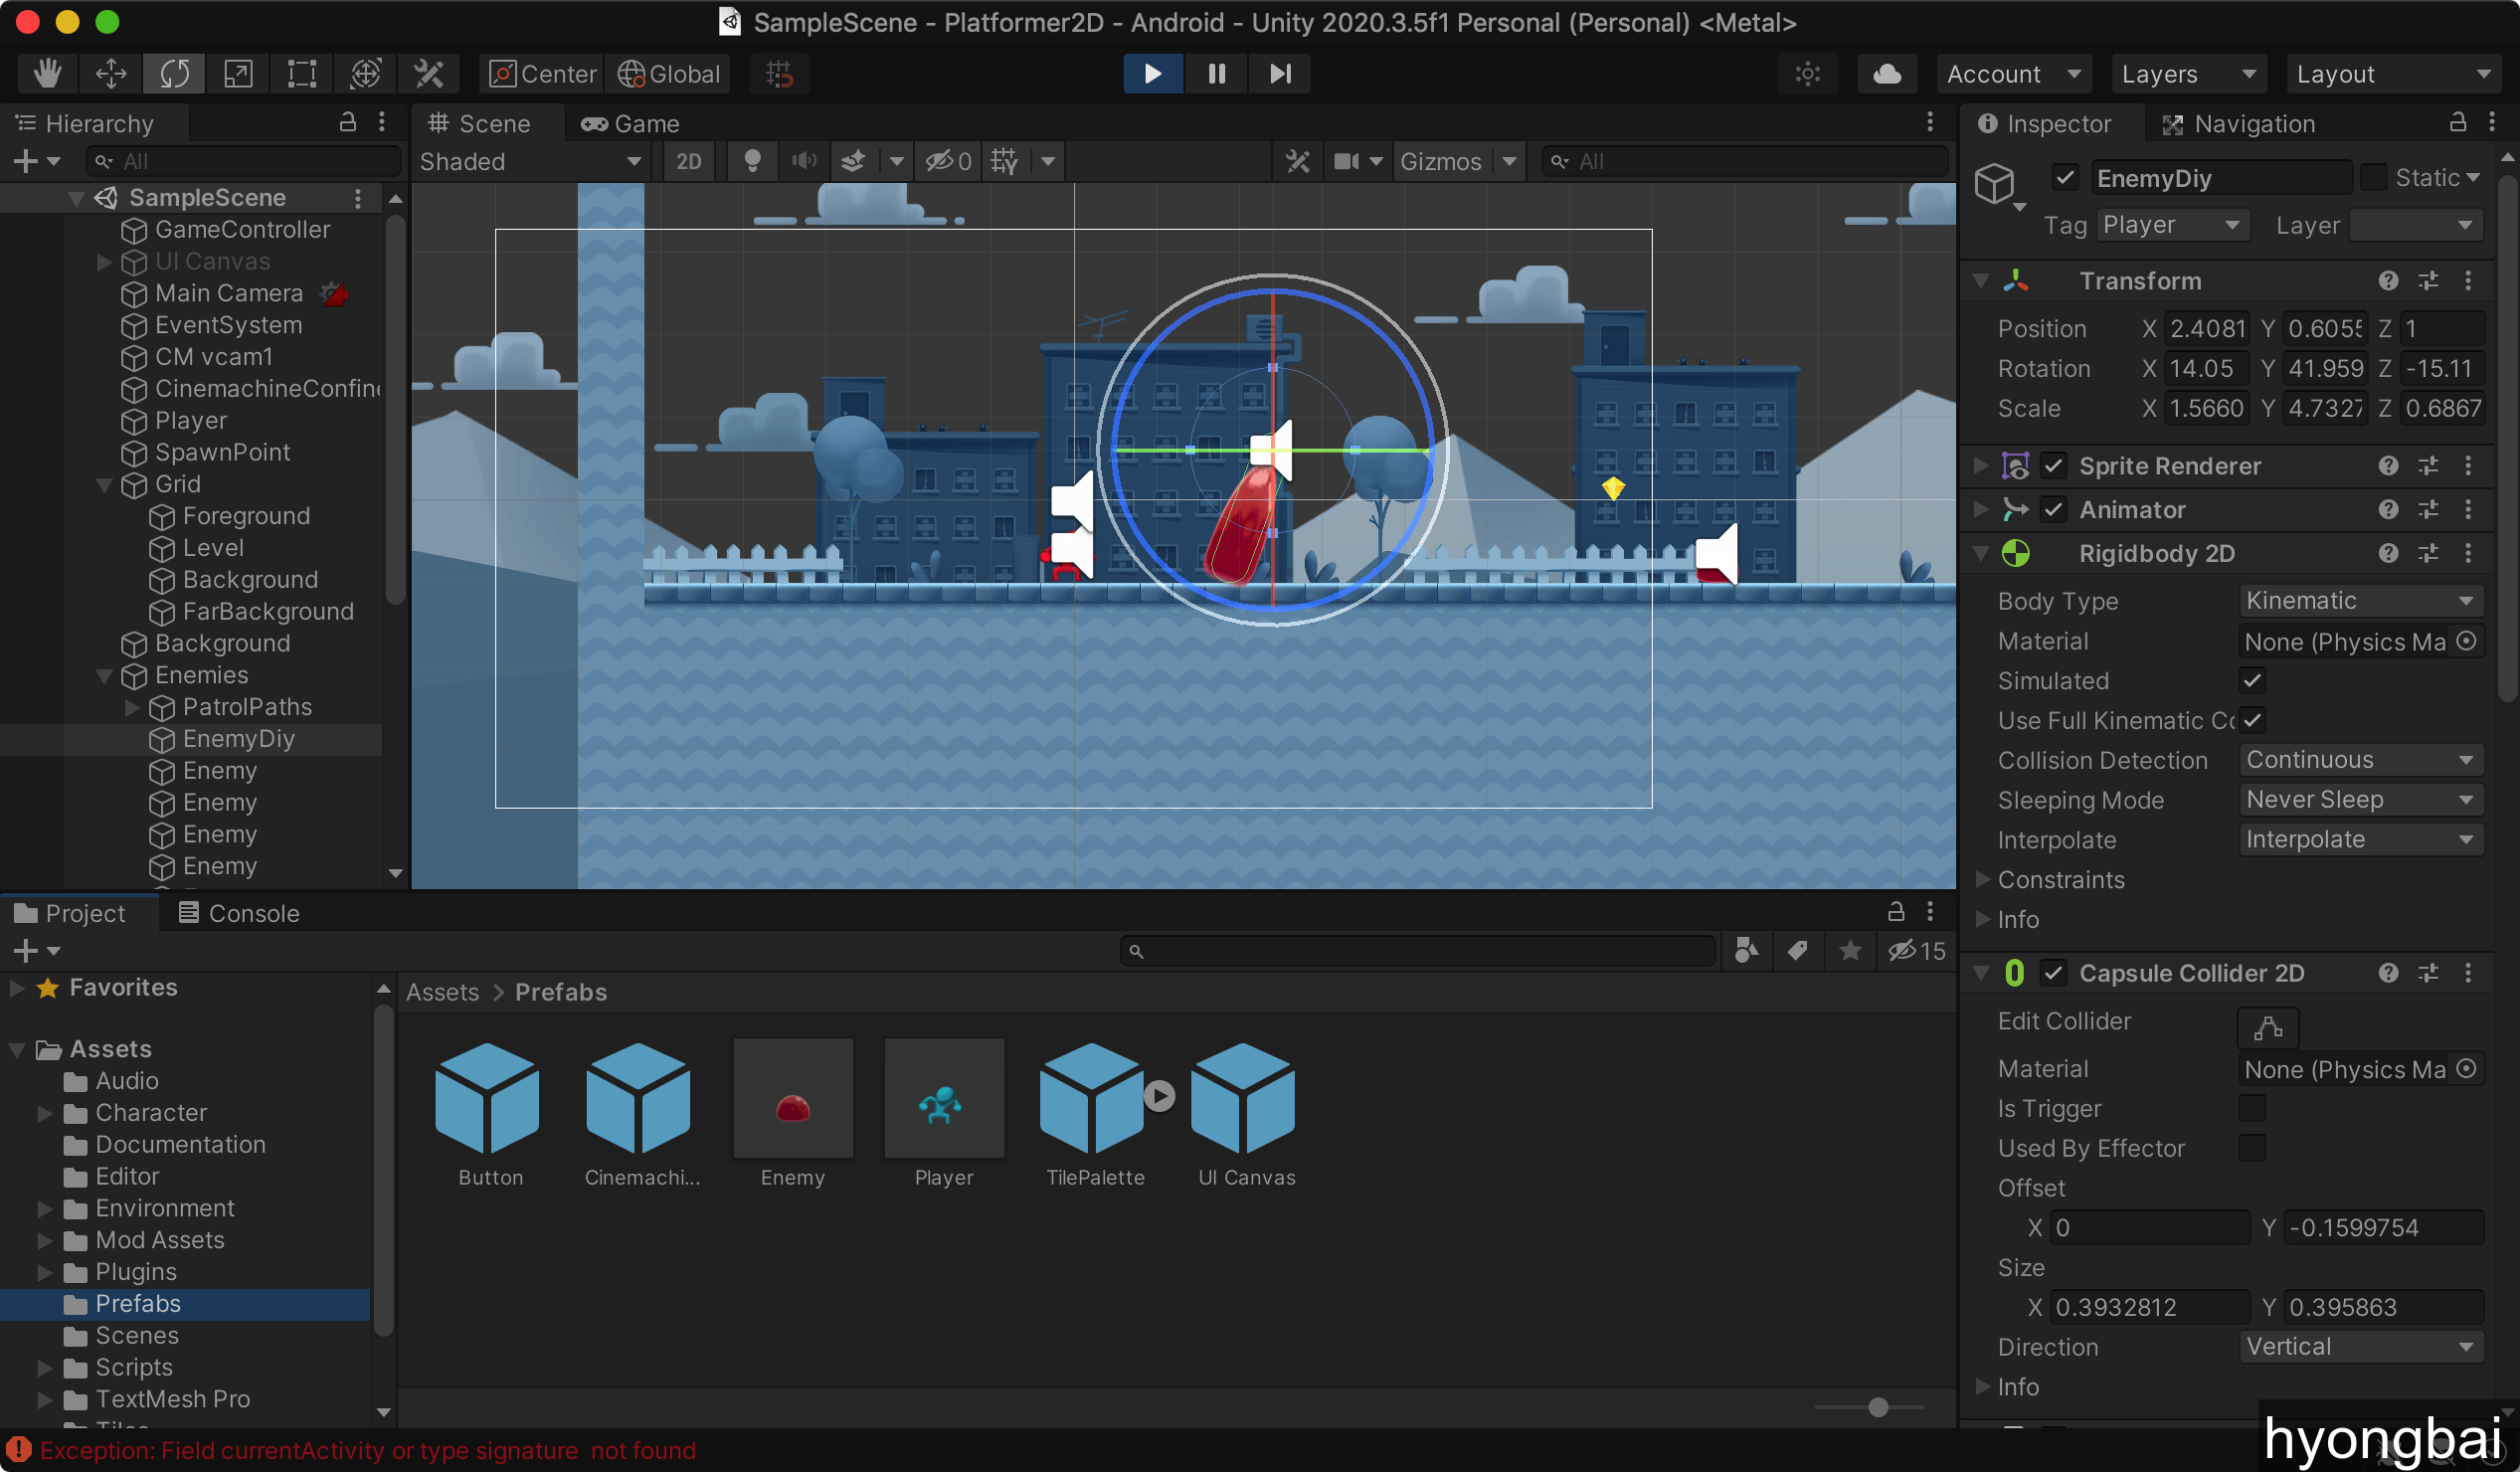 SampleScene - Platformer2D - Android - Unity 2020.3.5f1 Personal (Personal) <Metal>
Center Global Account Layers Layout
Hierarchy
All
SampleScene
GameController
UI Canvas
Main Camera
EventSystem
CM vcam1
CinemachineConfine
Player
SpawnPoint
Grid
Foreground
Level
Background
FarBackground
Background
Enemies
PatrolPaths
EnemyDiy
Enemy
Enemy
Enemy
Enemy
Scene Game
Shaded 2D 0 Gizmos All
Inspector Navigation
EnemyDiy Static
Tag Player Layer
Transform
Position X 2.4081 Y 0.6055 Z 1
Rotation X 14.05 Y 41.959 Z -15.11
Scale X 1.5660 Y 4.7327 Z 0.6867
Sprite Renderer
Animator
Rigidbody 2D
Body Type Kinematic
Material None (Physics Ma
Simulated
Use Full Kinematic Co
Collision Detection Continuous
Sleeping Mode Never Sleep
Interpolate Interpolate
Constraints
Info
Capsule Collider 2D
Edit Collider
Material None (Physics Ma
Is Trigger
Used By Effector
Offset
X 0 Y -0.1599754
Size
X 0.3932812 Y 0.395863
Direction Vertical
Info
Project Console
15
Favorites
Assets
Audio
Character
Documentation
Editor
Environment
Mod Assets
Plugins
Prefabs
Scenes
Scripts
TextMesh Pro
Assets > Prefabs
Button Cinemachi... Enemy Player TilePalette UI Canvas
Exception: Field currentActivity or type signature not found
hyongbai